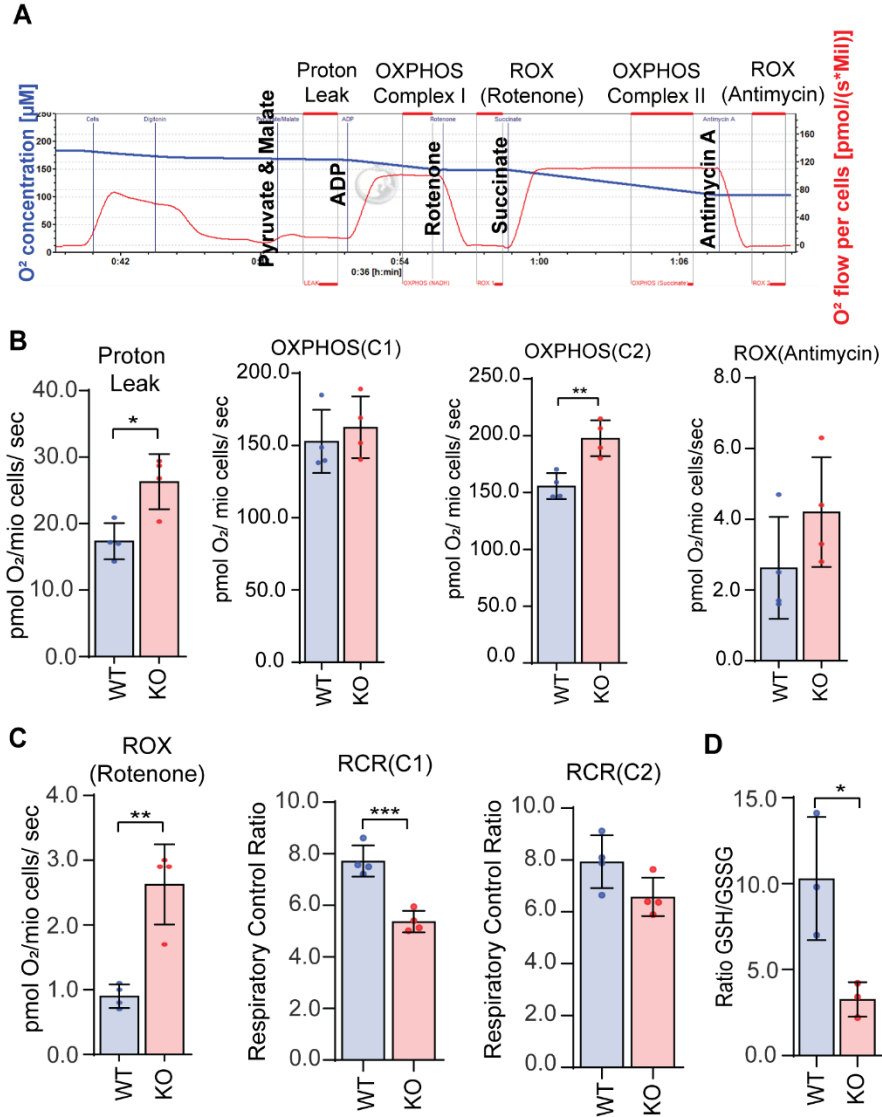 A
Proton Leak
OXPHOS Complex I
ROX (Rotenone)
OXPHOS Complex II
ROX (Antimycin)
O² concentration [µM]
250
200
150
100
50
0
Cells
Digitonin
Pyruvate & Malate
ADP
ADP
Rotenone
Rotenone
Succinate
Succinate
Antimycin A
Antimycin A
160
120
80
40
0
O² flow per cells [pmol/(s*Mil)]
0:42
0:54
1:00
1:06
0:36 [h:min]
LEAK
OXPHOS (NADH)
ROX 1
OXPHOS (Succinate)
ROX 2
B
Proton Leak
pmol O₂/mio cells/ sec
40.0
30.0
20.0
10.0
0.0
*
WT
KO
OXPHOS(C1)
pmol O₂/ mio cells/ sec
200.0
150.0
100.0
50.0
0.0
WT
KO
OXPHOS(C2)
pmol O₂/ mio cells/ sec
250.0
200.0
150.0
100.0
50.0
0.0
**
WT
KO
ROX(Antimycin)
pmol O₂/mio cells/sec
8.0
6.0
4.0
2.0
0.0
WT
KO
C
ROX (Rotenone)
pmol O₂/mio cells/ sec
4.0
3.0
2.0
1.0
0.0
**
WT
KO
RCR(C1)
Respiratory Control Ratio
10.0
8.0
6.0
4.0
2.0
0.0
***
WT
KO
RCR(C2)
Respiratory Control Ratio
10.0
8.0
6.0
4.0
2.0
0.0
WT
KO
D
Ratio GSH/GSSG
15.0
10.0
5.0
0.0
*
WT
KO